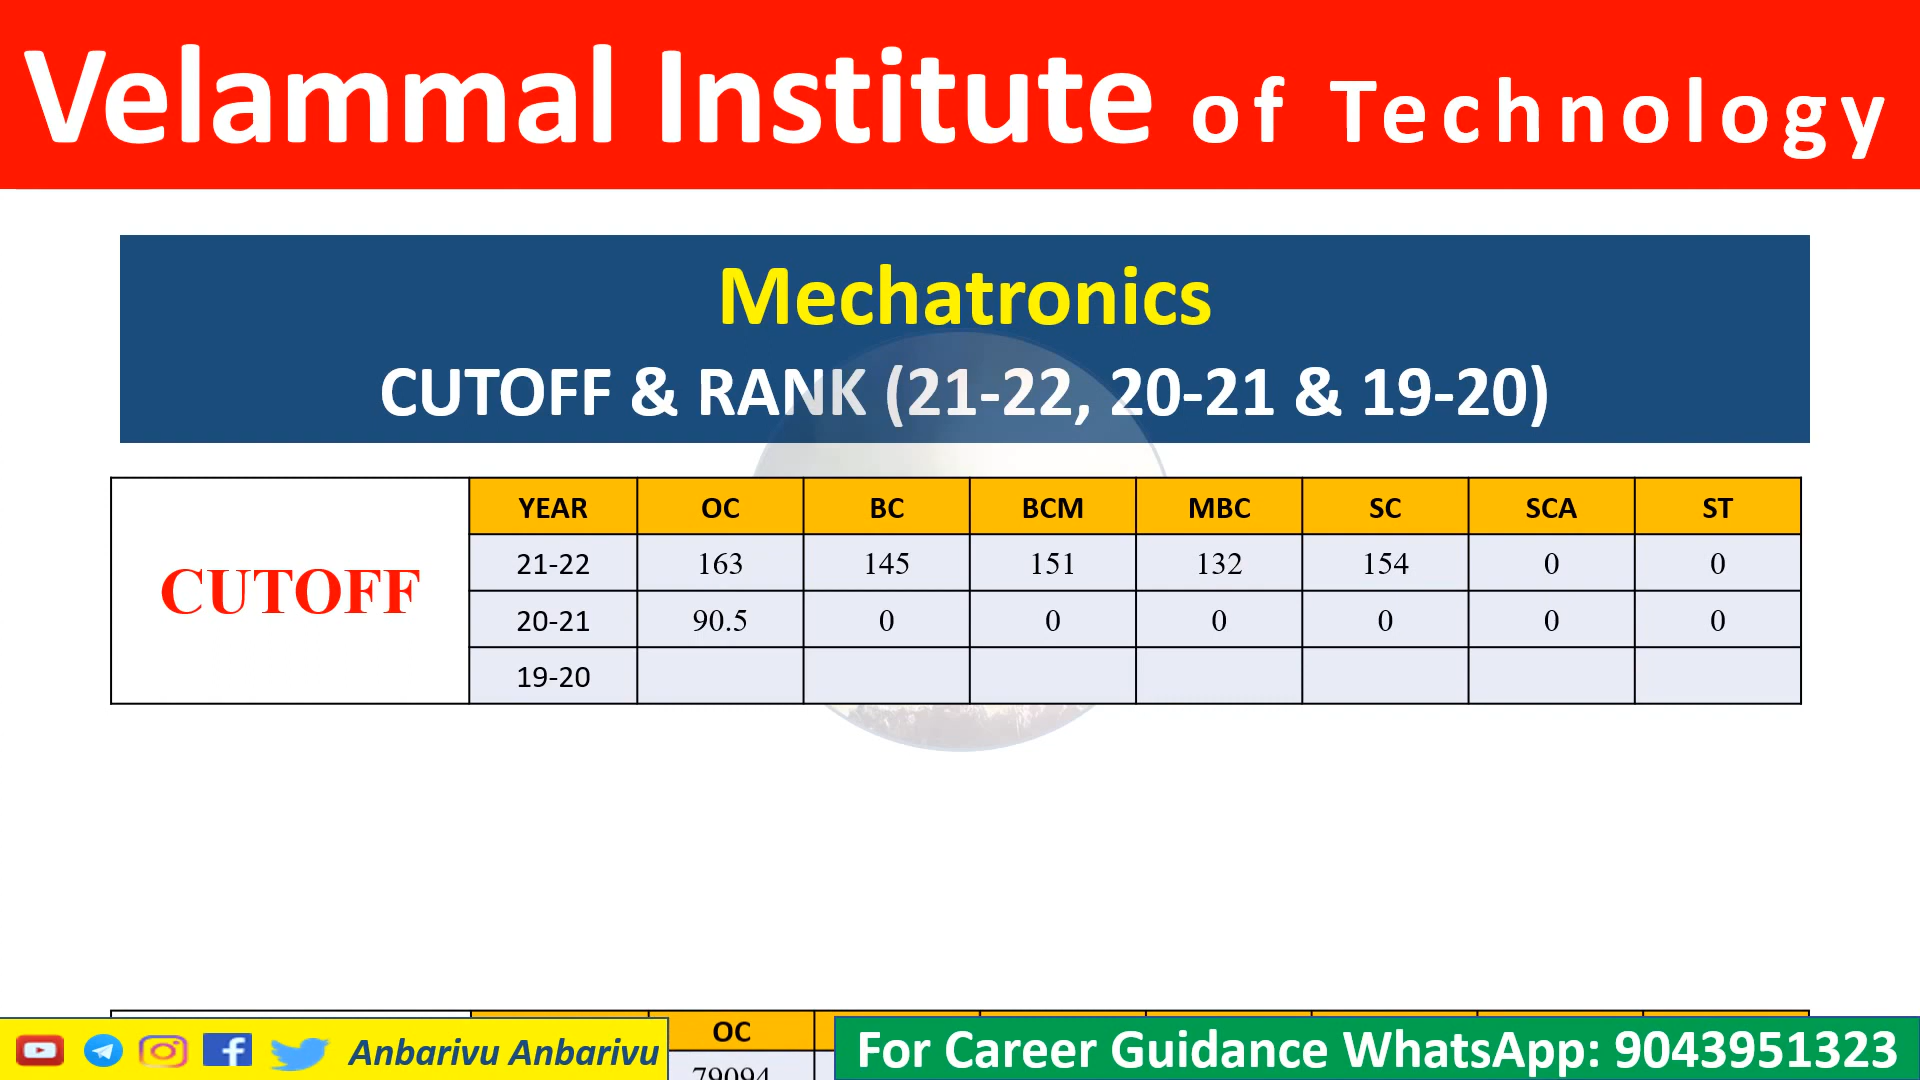 Velammal Institute of Technology
Mechatronics
CUTOFF & RANK (21-22, 20-21 & 19-20)
CUTOFF
YEAR OC BC BCM MBC SC SCA ST
21-22 163 145 151 132 154 0 0
20-21 90.5 0 0 0 0 0 0
19-20
OC
79094
Anbarivu Anbarivu
For Career Guidance WhatsApp: 9043951323